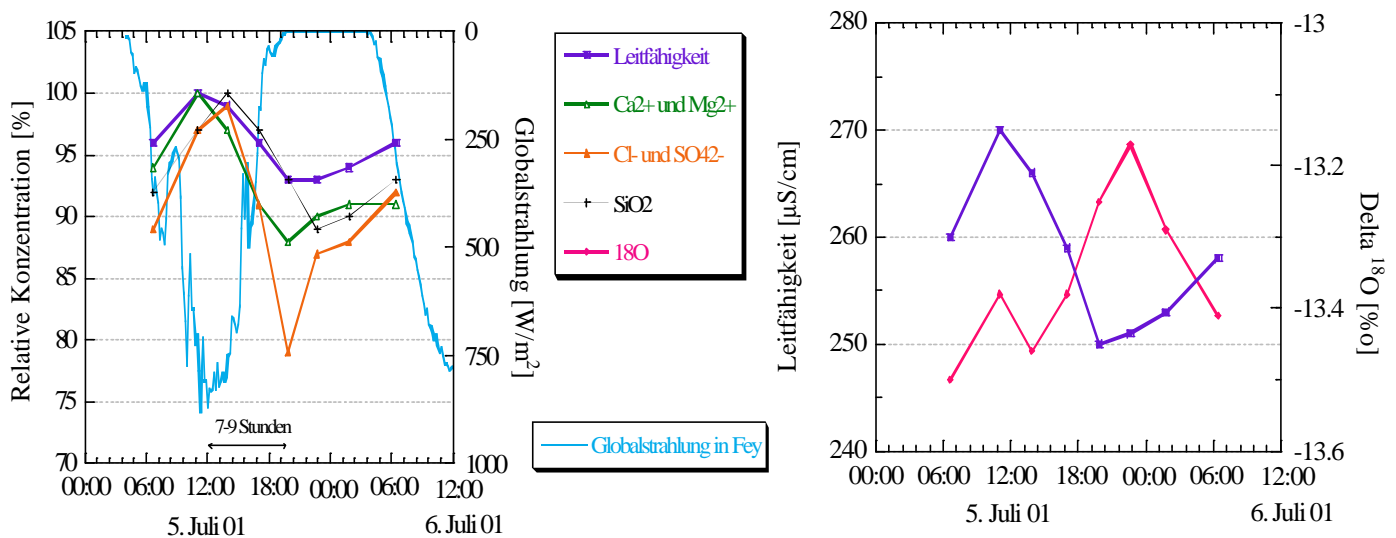 105
100
95
90
85
80
75
70
Relative Konzentration [%]
0
250
500
750
1000
Globalstrahlung [W/m²]
7-9 Stunden
00:00 06:00 12:00 18:00 00:00 06:00 12:00
5. Juli 01
6. Juli 01
Leitfähigkeit
Ca2+ und Mg2+
Cl- und SO42-
SiO2
18O
Globalstrahlung in Fey
280
270
260
250
240
Leitfähigkeit [µS/cm]
-13
-13.2
-13.4
-13.6
Delta ¹⁸O [%o]
00:00 06:00 12:00 18:00 00:00 06:00 12:00
5. Juli 01
6. Juli 01